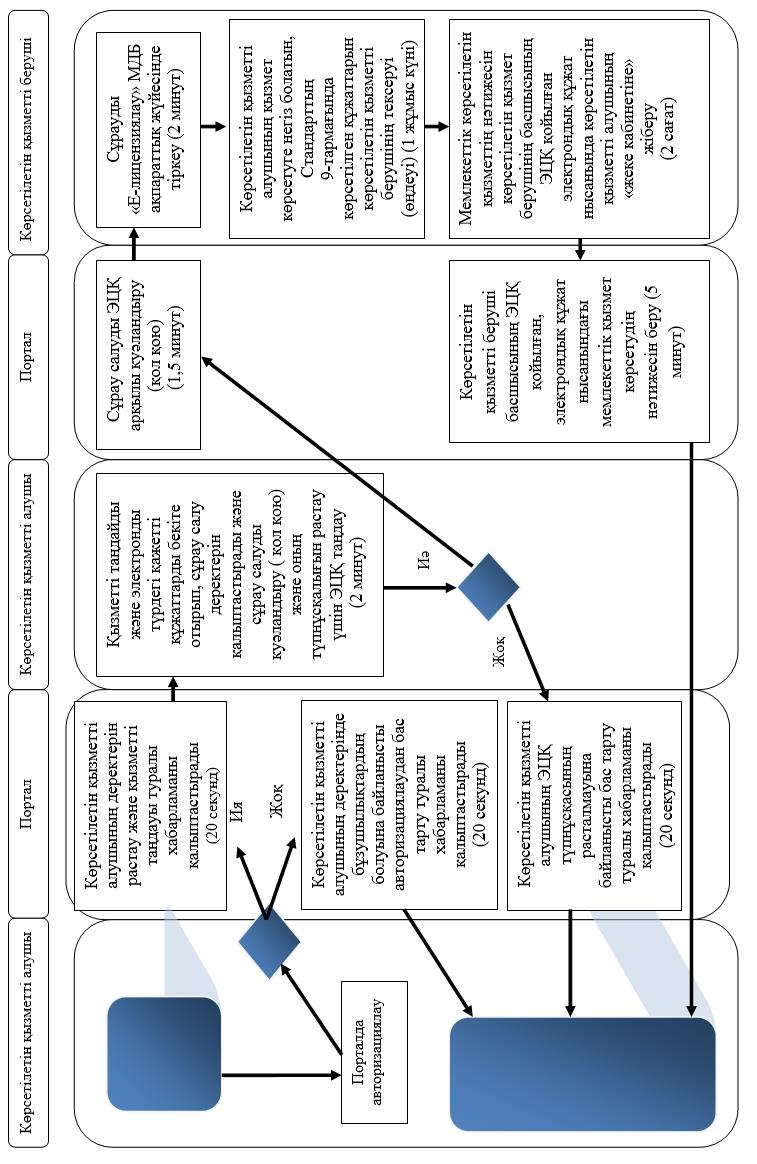 Көрсетілетін қызметті алушы
Портал
Көрсетілетін қызметті алушы
Портал
Көрсетілетін қызметті беруші
Порталда
авторизациялау
Көрсетілетін қызметті
алушының деректерін
растау және қызметті
таңдауы туралы
хабарламаны
қалыптастырады
(20 секунд)
Ия
Жоқ
Көрсетілетін қызметті
алушының деректерінде
бұзушылықтардың
болуына байланысты
авторизациялаудан бас
тарту туралы
хабарламаны
қалыптастырады
(20 секунд)
Көрсетілетін қызметті
алушының ЭЦҚ
түпнұсқасының
расталмауына
байланысты бас тарту
туралы хабарламаны
қалыптастырады
(20 секунд)
Қызметті таңдайды
және электронды
түрдегі қажетті
құжаттарды бекіте
отырып, сұрау салу
деректерін
қалыптастырады және
сұрау салуды
куәландыру ( қол қою)
және оның
түпнұсқалығын растау
үшін ЭЦҚ таңдау
(2 минут)
Иә
Жоқ
Сұрау салуды ЭЦҚ
арқылы куәландыру
(қол қою)
(1,5 минут)
Көрсетілетін
қызметті беруші
басшысының ЭЦҚ
қойылған,
электрондық құжат
нысанындағы
мемлекеттік қызмет
көрсетудің
нәтижесін беру (5
минут)
Сұрауды
«Е-лицензиялау» МДБ
ақпараттық жүйесінде
тіркеу (2 минут)
Көрсетілетін қызметті
алушының қызмет
көрсетуге негіз болатын,
Стандарттың
9-тармағында
көрсетілген құжаттарын
көрсетілетін қызметті
берушінің тексеруі
(өңдеуі) (1 жұмыс күні)
Мемлекеттік көрсетілетін
қызметтің нәтижесін
көрсетілетін қызмет
берушінің басшысының
ЭЦҚ қойылған
электрондық құжат
нысанында көрсетілетін
қызметті алушының
«жеке кабинетіне»
жіберу
(2 сағат)